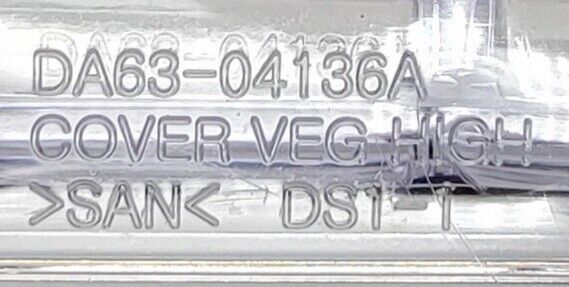 DA63-04136A
COVER VEG HIGH
>SAN< DS1-1